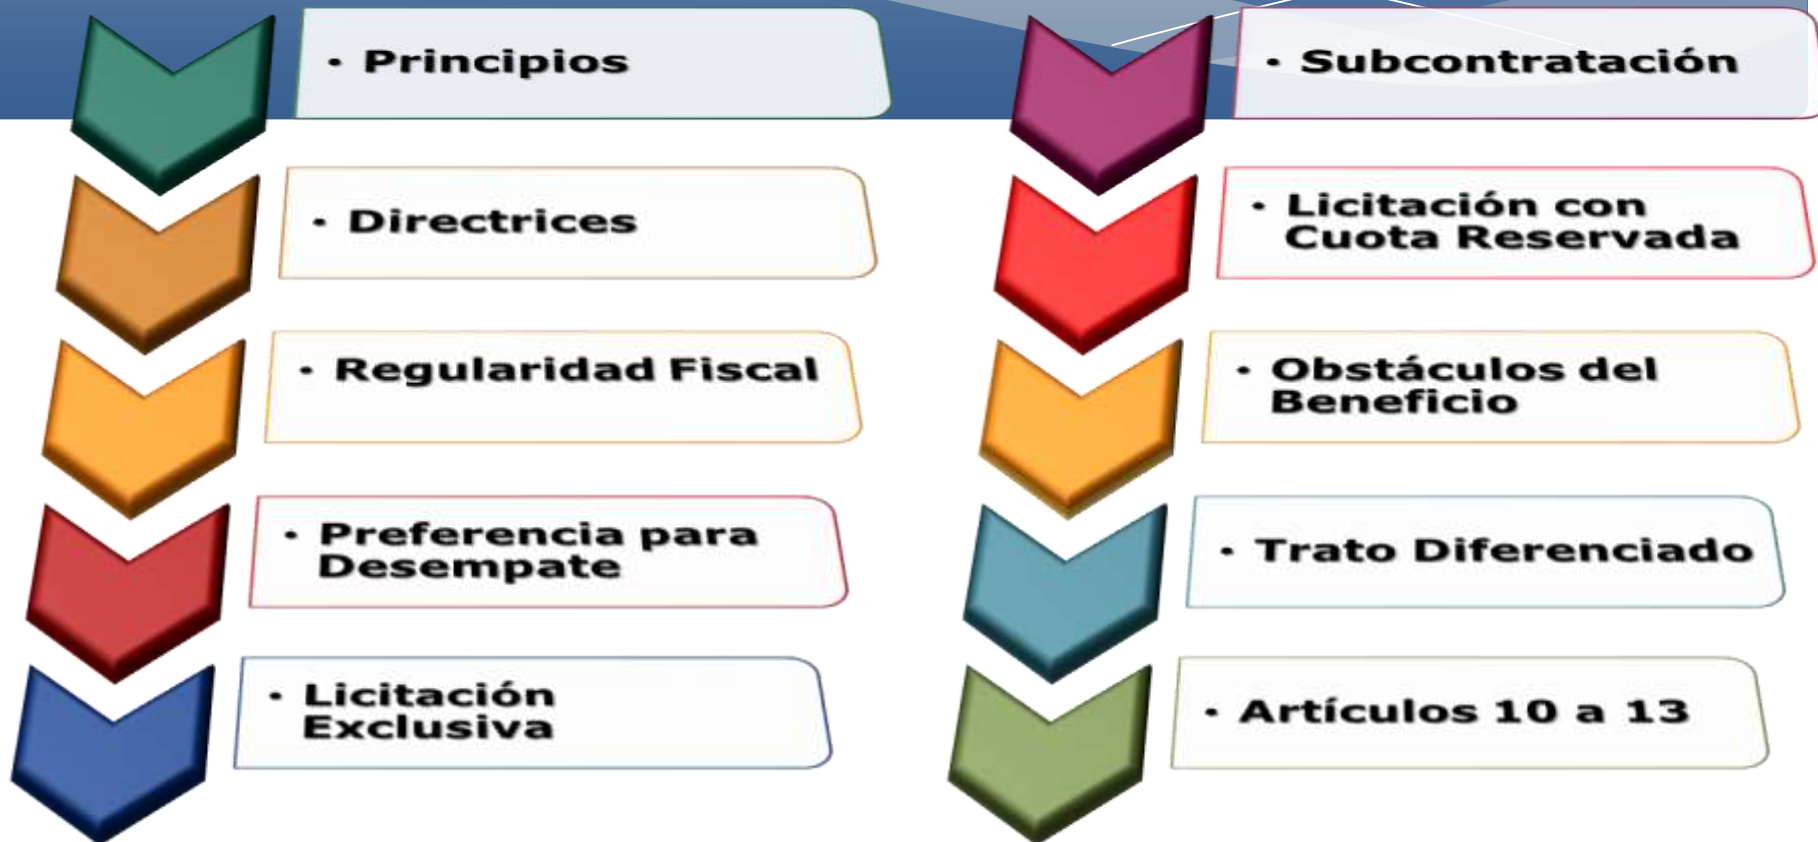 • Principios
• Directrices
• Regularidad Fiscal
• Preferencia para
Desempate
• Licitación
Exclusiva
• Subcontratación
• Licitación con
Cuota Reservada
• Obstáculos del
Beneficio
• Trato Diferenciado
• Artículos 10 a 13